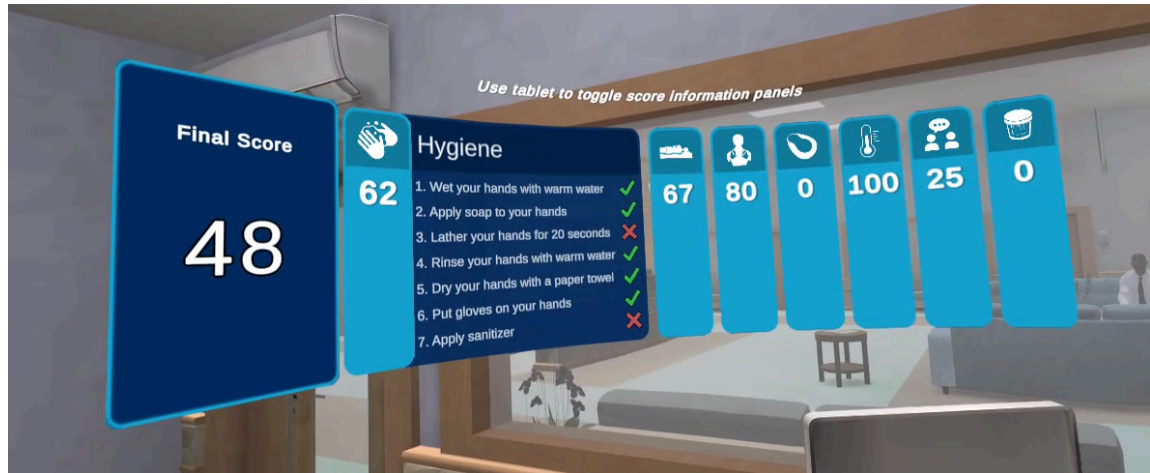 Use tablet to toggle score information panels
Final Score
48
62
Hygiene
1. Wet your hands with warm water
2. Apply soap to your hands
3. Lather your hands for 20 seconds
4. Rinse your hands with warm water
5. Dry your hands with a paper towel
6. Put gloves on your hands
7. Apply sanitizer
67
80
0
100
25
0